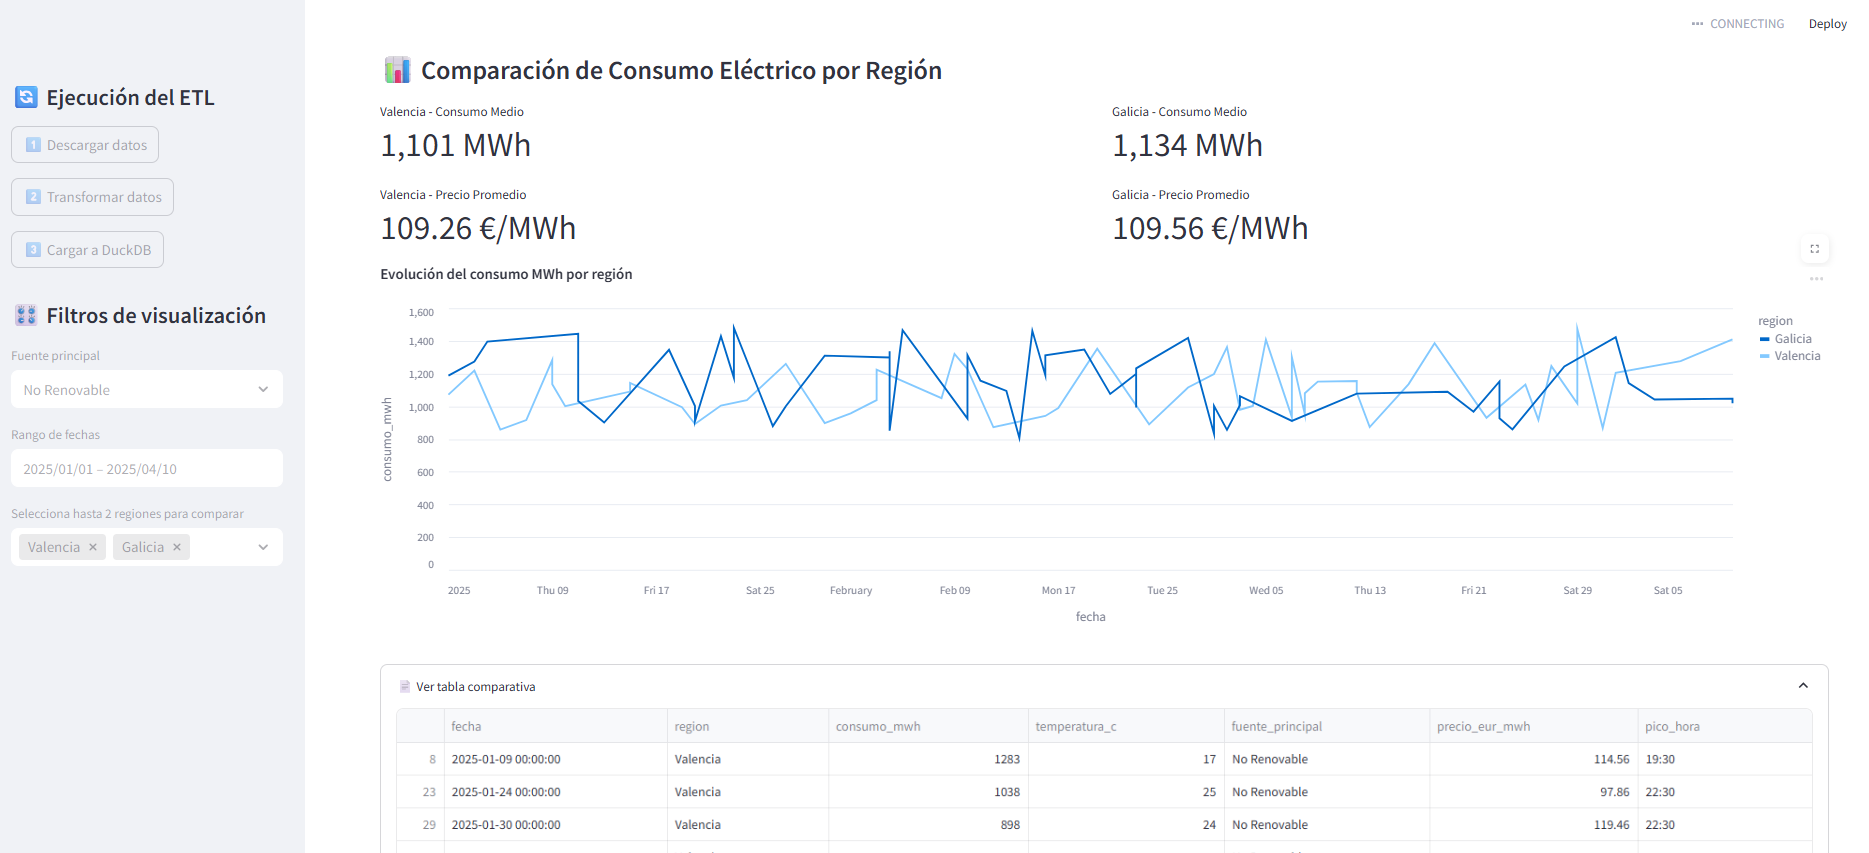 CONNECTING Deploy
Ejecución del ETL
1 Descargar datos
2 Transformar datos
3 Cargar a DuckDB
Filtros de visualización
Fuente principal
No Renovable
Rango de fechas
2025/01/01 – 2025/04/10
Selecciona hasta 2 regiones para comparar
Valencia Galicia
Comparación de Consumo Eléctrico por Región
Valencia - Consumo Medio
1,101 MWh
Galicia - Consumo Medio
1,134 MWh
Valencia - Precio Promedio
109.26 €/MWh
Galicia - Precio Promedio
109.56 €/MWh
Evolución del consumo MWh por región
consumo_mwh
1,600
1,400
1,200
1,000
800
600
400
200
0
2025 Thu 09 Fri 17 Sat 25 February Feb 09 Mon 17 Tue 25 Wed 05 Thu 13 Fri 21 Sat 29 Sat 05
fecha
region
Galicia
Valencia
Ver tabla comparativa
fecha region consumo_mwh temperatura_c fuente_principal precio_eur_mwh pico_hora
8 2025-01-09 00:00:00 Valencia 1283 17 No Renovable 114.56 19:30
23 2025-01-24 00:00:00 Valencia 1038 25 No Renovable 97.86 22:30
29 2025-01-30 00:00:00 Valencia 898 24 No Renovable 119.46 22:30